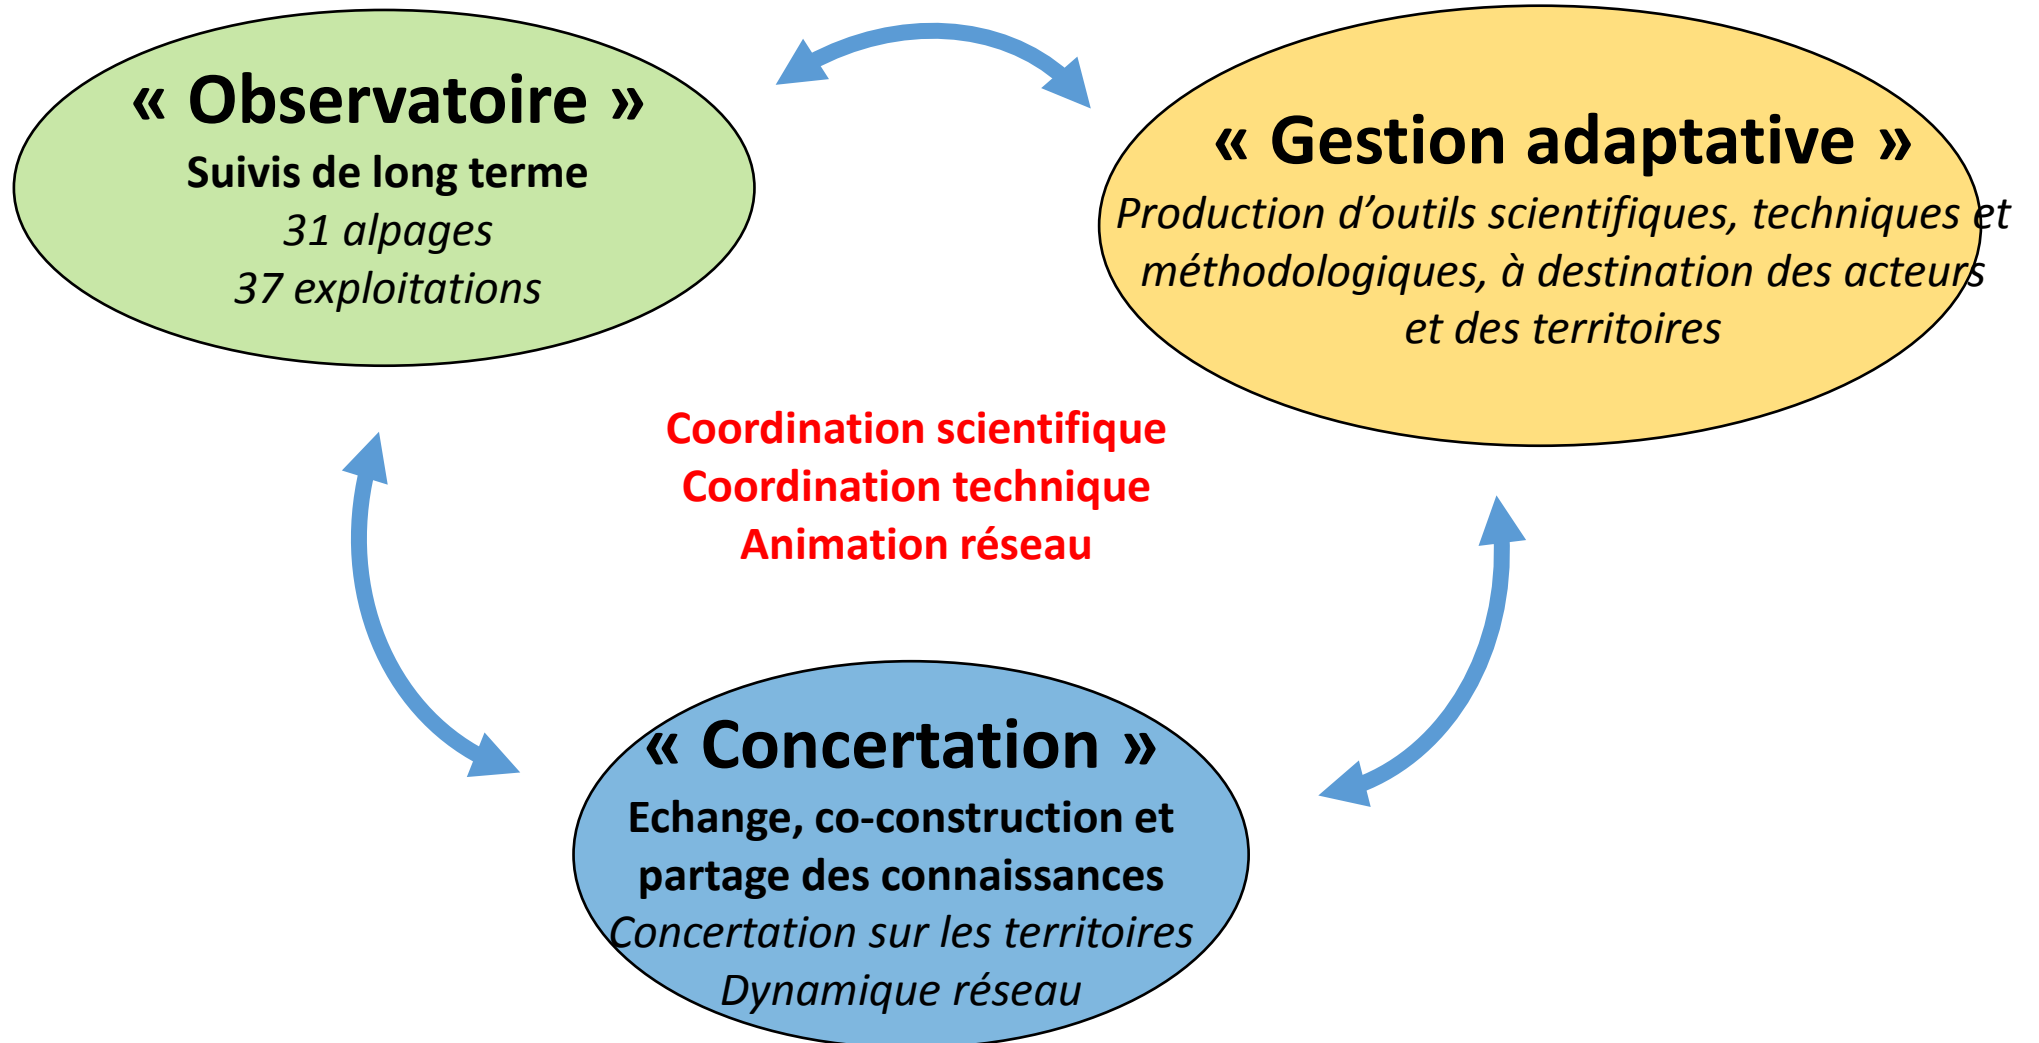 « Observatoire »
Suivis de long terme
31 alpages
37 exploitations
« Gestion adaptative »
Production d’outils scientifiques, techniques et
méthodologiques, à destination des acteurs
et des territoires
Coordination scientifique
Coordination technique
Animation réseau
« Concertation »
Echange, co-construction et
partage des connaissances
Concertation sur les territoires
Dynamique réseau